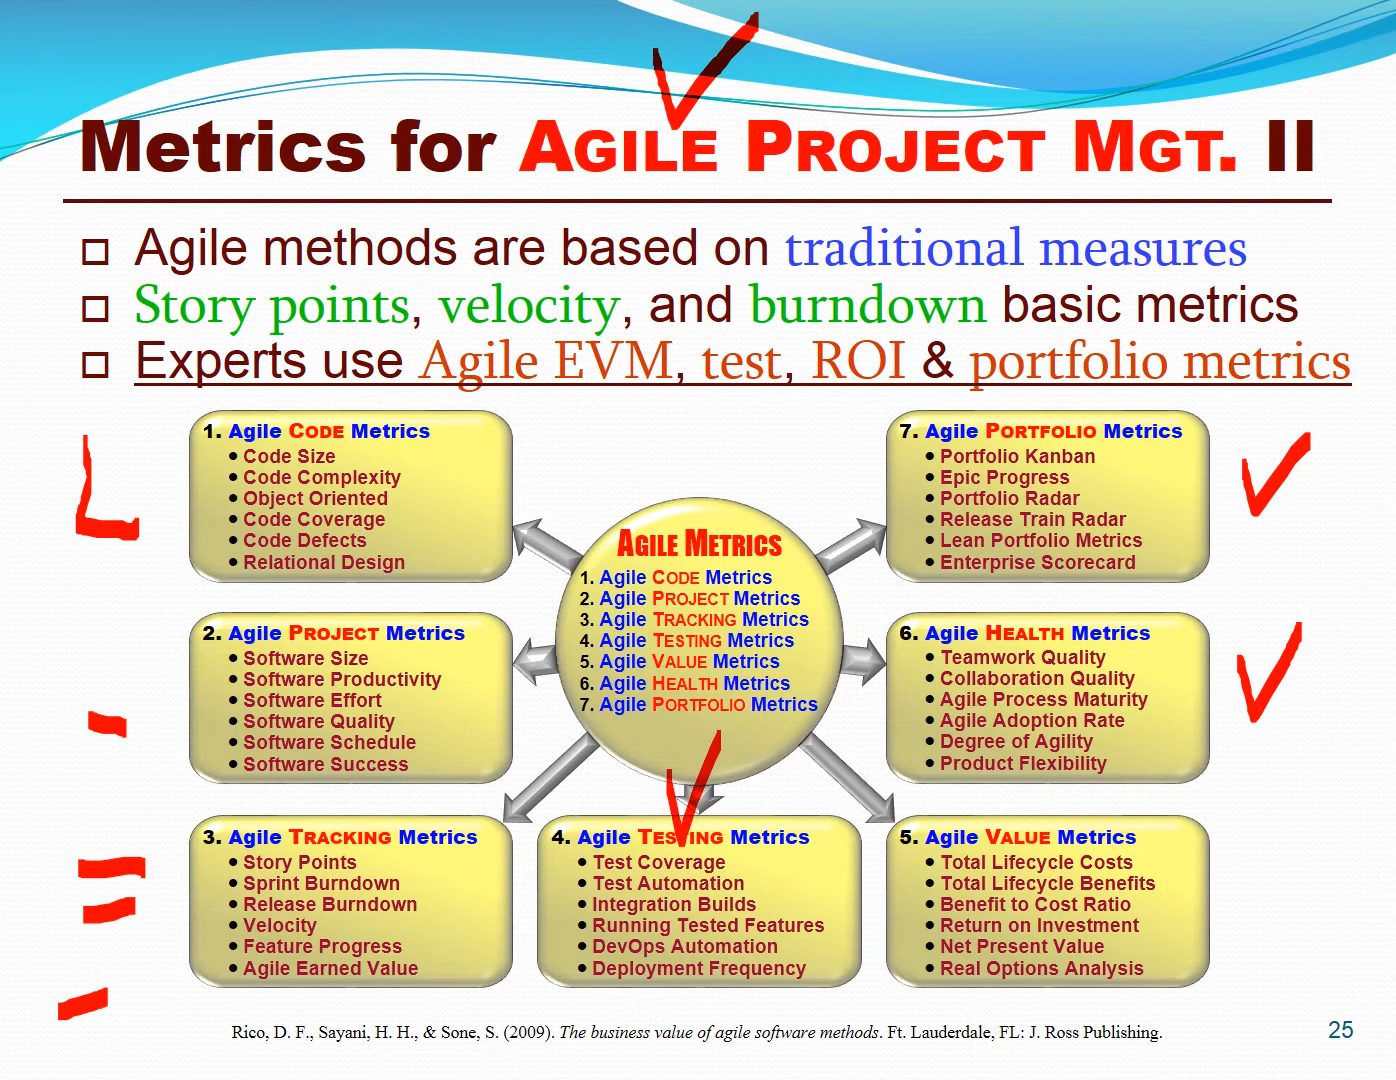 Metrics for AGILE PROJECT MGT. II
Agile methods are based on traditional measures
Story points, velocity, and burndown basic metrics
Experts use Agile EVM, test, ROI & portfolio metrics
1. Agile CODE Metrics
• Code Size
• Code Complexity
• Object Oriented
• Code Coverage
• Code Defects
• Relational Design
7. Agile PORTFOLIO Metrics
• Portfolio Kanban
• Epic Progress
• Portfolio Radar
• Release Train Radar
• Lean Portfolio Metrics
• Enterprise Scorecard
AGILE METRICS
1. Agile CODE Metrics
2. Agile PROJECT Metrics
3. Agile TRACKING Metrics
4. Agile TESTING Metrics
5. Agile VALUE Metrics
6. Agile HEALTH Metrics
7. Agile PORTFOLIO Metrics
2. Agile PROJECT Metrics
• Software Size
• Software Productivity
• Software Effort
• Software Quality
• Software Schedule
• Software Success
6. Agile HEALTH Metrics
• Teamwork Quality
• Collaboration Quality
• Agile Process Maturity
• Agile Adoption Rate
• Degree of Agility
• Product Flexibility
3. Agile TRACKING Metrics
• Story Points
• Sprint Burndown
• Release Burndown
• Velocity
• Feature Progress
• Agile Earned Value
4. Agile TESTING Metrics
• Test Coverage
• Test Automation
• Integration Builds
• Running Tested Features
• DevOps Automation
• Deployment Frequency
5. Agile VALUE Metrics
• Total Lifecycle Costs
• Total Lifecycle Benefits
• Benefit to Cost Ratio
• Return on Investment
• Net Present Value
• Real Options Analysis
Rico, D. F., Sayani, H. H., & Sone, S. (2009). The business value of agile software methods. Ft. Lauderdale, FL: J. Ross Publishing.
25